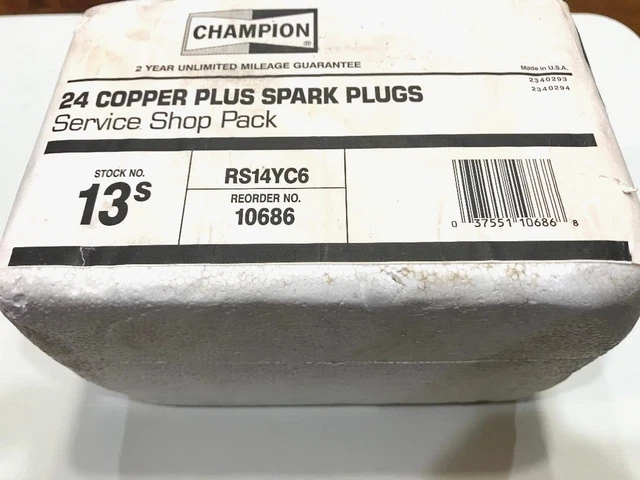 CHAMPION
®
2 YEAR UNLIMITED MILEAGE GUARANTEE
Made in U.S.A.
2340293
2340294
24 COPPER PLUS SPARK PLUGS
Service Shop Pack
STOCK NO.
13S
RS14YC6
REORDER NO.
10686
0 37551 10686 8